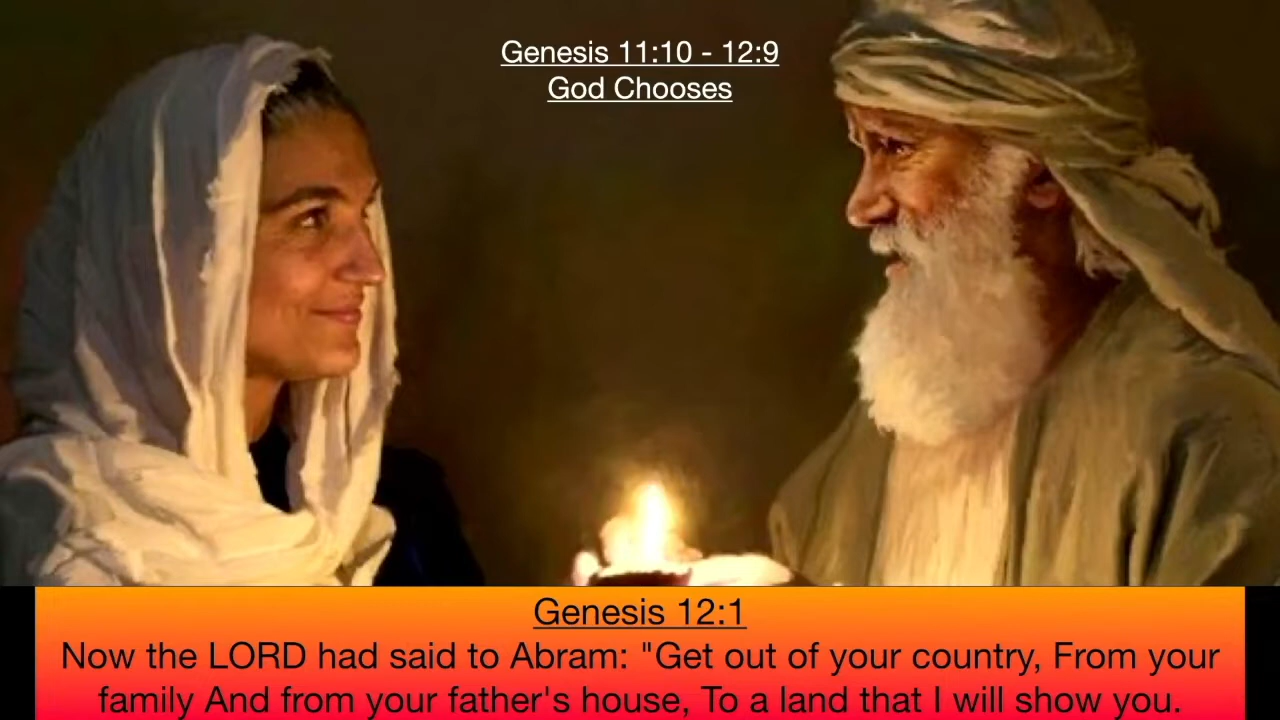 Genesis 11:10 - 12:9
God Chooses
Genesis 12:1
Now the LORD had said to Abram: "Get out of your country, From your
family And from your father's house, To a land that I will show you.